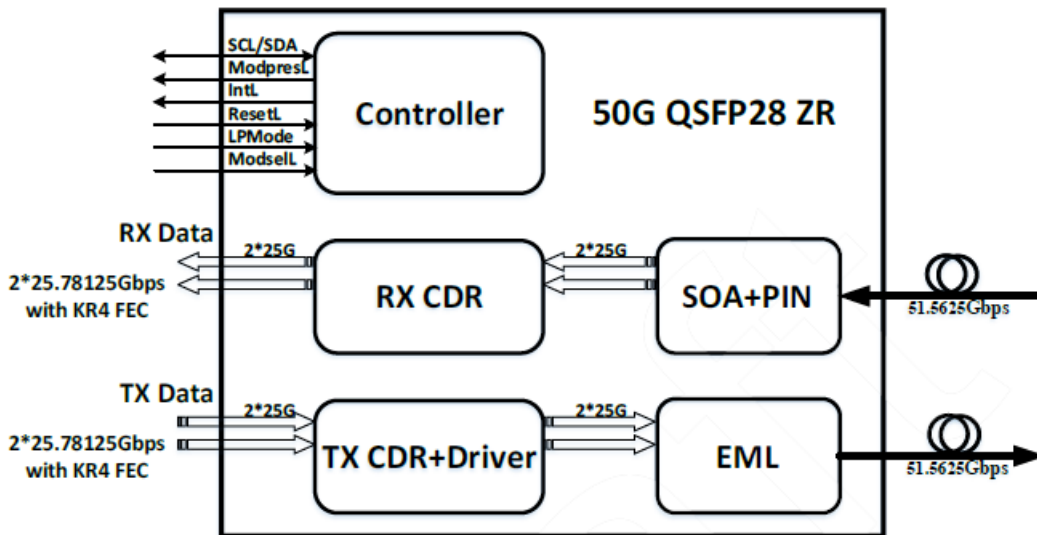 SCL/SDA
ModpresL
IntL
ResetL
LPMode
ModselL
Controller
50G QSFP28 ZR
RX Data
2*25G
2*25G
2*25.78125Gbps
with KR4 FEC
RX CDR
SOA+PIN
51.5625Gbps
TX Data
2*25G
2*25G
2*25.78125Gbps
with KR4 FEC
TX CDR+Driver
EML
51.5625Gbps